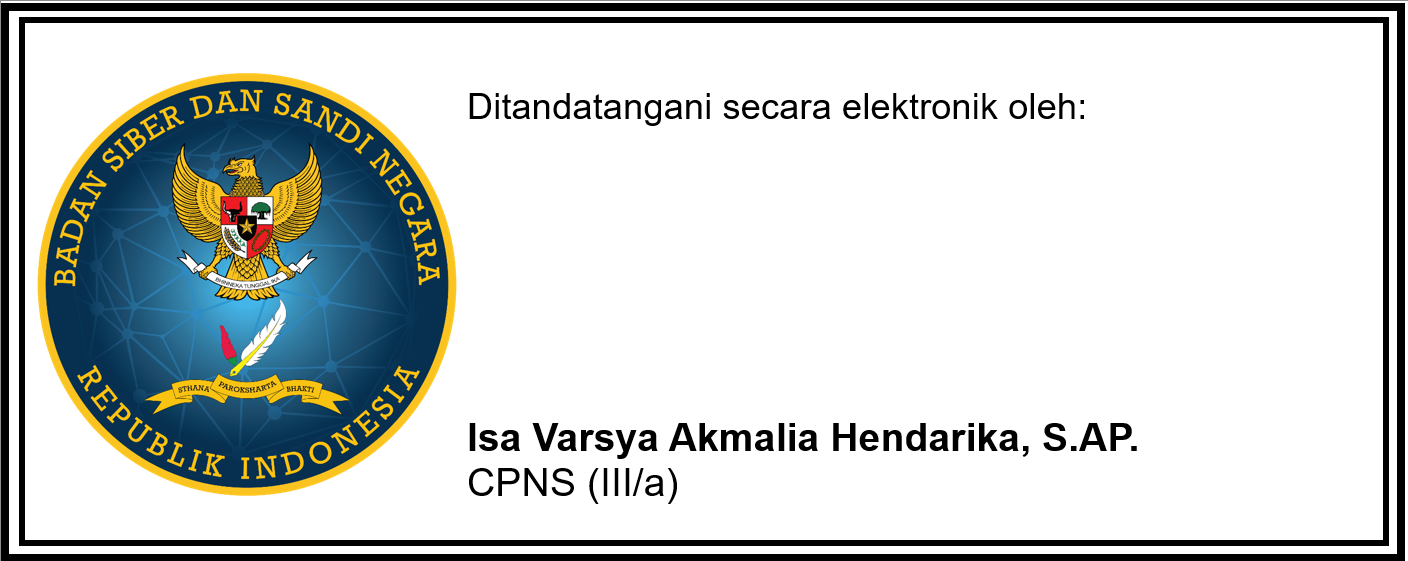 BADAN SIBER DAN SANDI NEGARA
BHINNEKA TUNGGAL IKA
STHANA PAROKSHARTA BHAKTI
REPUBLIK INDONESIA
Ditandatangani secara elektronik oleh:
Isa Varsya Akmalia Hendarika, S.AP.
CPNS (III/a)